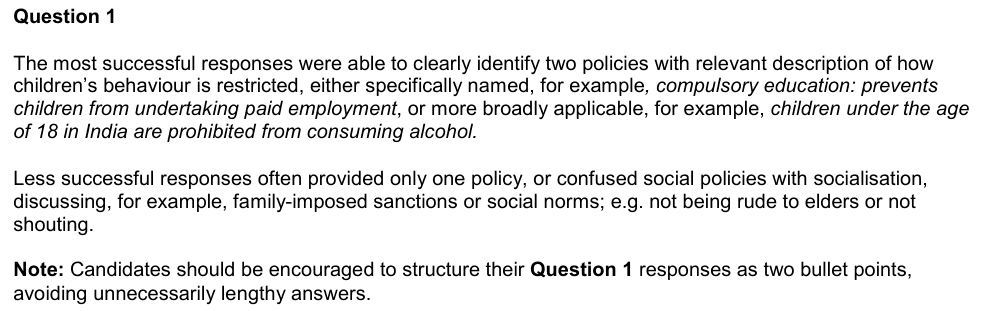 Question 1
The most successful responses were able to clearly identify two policies with relevant description of how
children's behaviour is restricted, either specifically named, for example, compulsory education: prevents
children from undertaking paid employment, or more broadly applicable, for example, children under the age
of 18 in India are prohibited from consuming alcohol.
Less successful responses often provided only one policy, or confused social policies with socialisation,
discussing, for example, family-imposed sanctions or social norms; e.g. not being rude to elders or not
shouting.
Note: Candidates should be encouraged to structure their Question 1 responses as two bullet points,
avoiding unnecessarily lengthy answers.